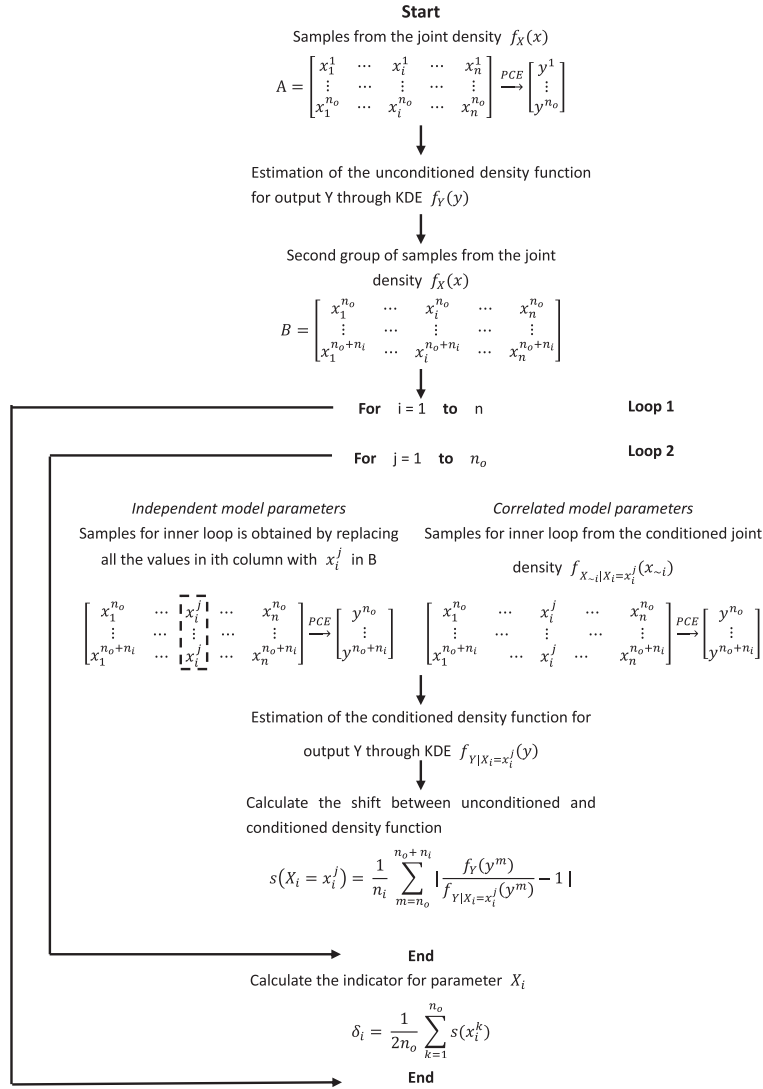 Start
Samples from the joint density f_X(x)
A = [x_1^1 ⋯ x_i^1 ⋯ x_n^1; ⋮ ⋯ ⋮ ⋯ ⋮; x_1^{n_o} ⋯ x_i^{n_o} ⋯ x_n^{n_o}] PCE⟶ [y^1; ⋮; y^{n_o}]
Estimation of the unconditioned density function
for output Y through KDE f_Y(y)
Second group of samples from the joint
density f_X(x)
B = [x_1^{n_o} ⋯ x_i^{n_o} ⋯ x_n^{n_o}; ⋮ ⋯ ⋮ ⋯ ⋮; x_1^{n_o+n_i} ⋯ x_i^{n_o+n_i} ⋯ x_n^{n_o+n_i}]
For i = 1 to n Loop 1
For j = 1 to n_o Loop 2
Independent model parameters
Samples for inner loop is obtained by replacing
all the values in ith column with x_i^j in B
[x_1^{n_o} ⋯ x_i^j ⋯ x_n^{n_o}; ⋮ ⋯ ⋮ ⋯ ⋮; x_1^{n_o+n_i} ⋯ x_i^j ⋯ x_n^{n_o+n_i}] PCE⟶ [y^{n_o}; ⋮; y^{n_o+n_i}]
Correlated model parameters
Samples for inner loop from the conditioned joint
density f_{X_{~i}|X_i=x_i^j}(x_{~i})
[x_1^{n_o} ⋯ x_i^j ⋯ x_n^{n_o}; ⋮ ⋯ ⋮ ⋯ ⋮; x_1^{n_o+n_i} ⋯ x_i^j ⋯ x_n^{n_o+n_i}] PCE⟶ [y^{n_o}; ⋮; y^{n_o+n_i}]
Estimation of the conditioned density function for
output Y through KDE f_{Y|X_i=x_i^j}(y)
Calculate the shift between unconditioned and
conditioned density function
s(X_i = x_i^j) = 1/n_i ∑_{m=n_o}^{n_o+n_i} | f_Y(y^m) / f_{Y|X_i=x_i^j}(y^m) − 1 |
End
Calculate the indicator for parameter X_i
δ_i = 1/(2n_o) ∑_{k=1}^{n_o} s(x_i^k)
End